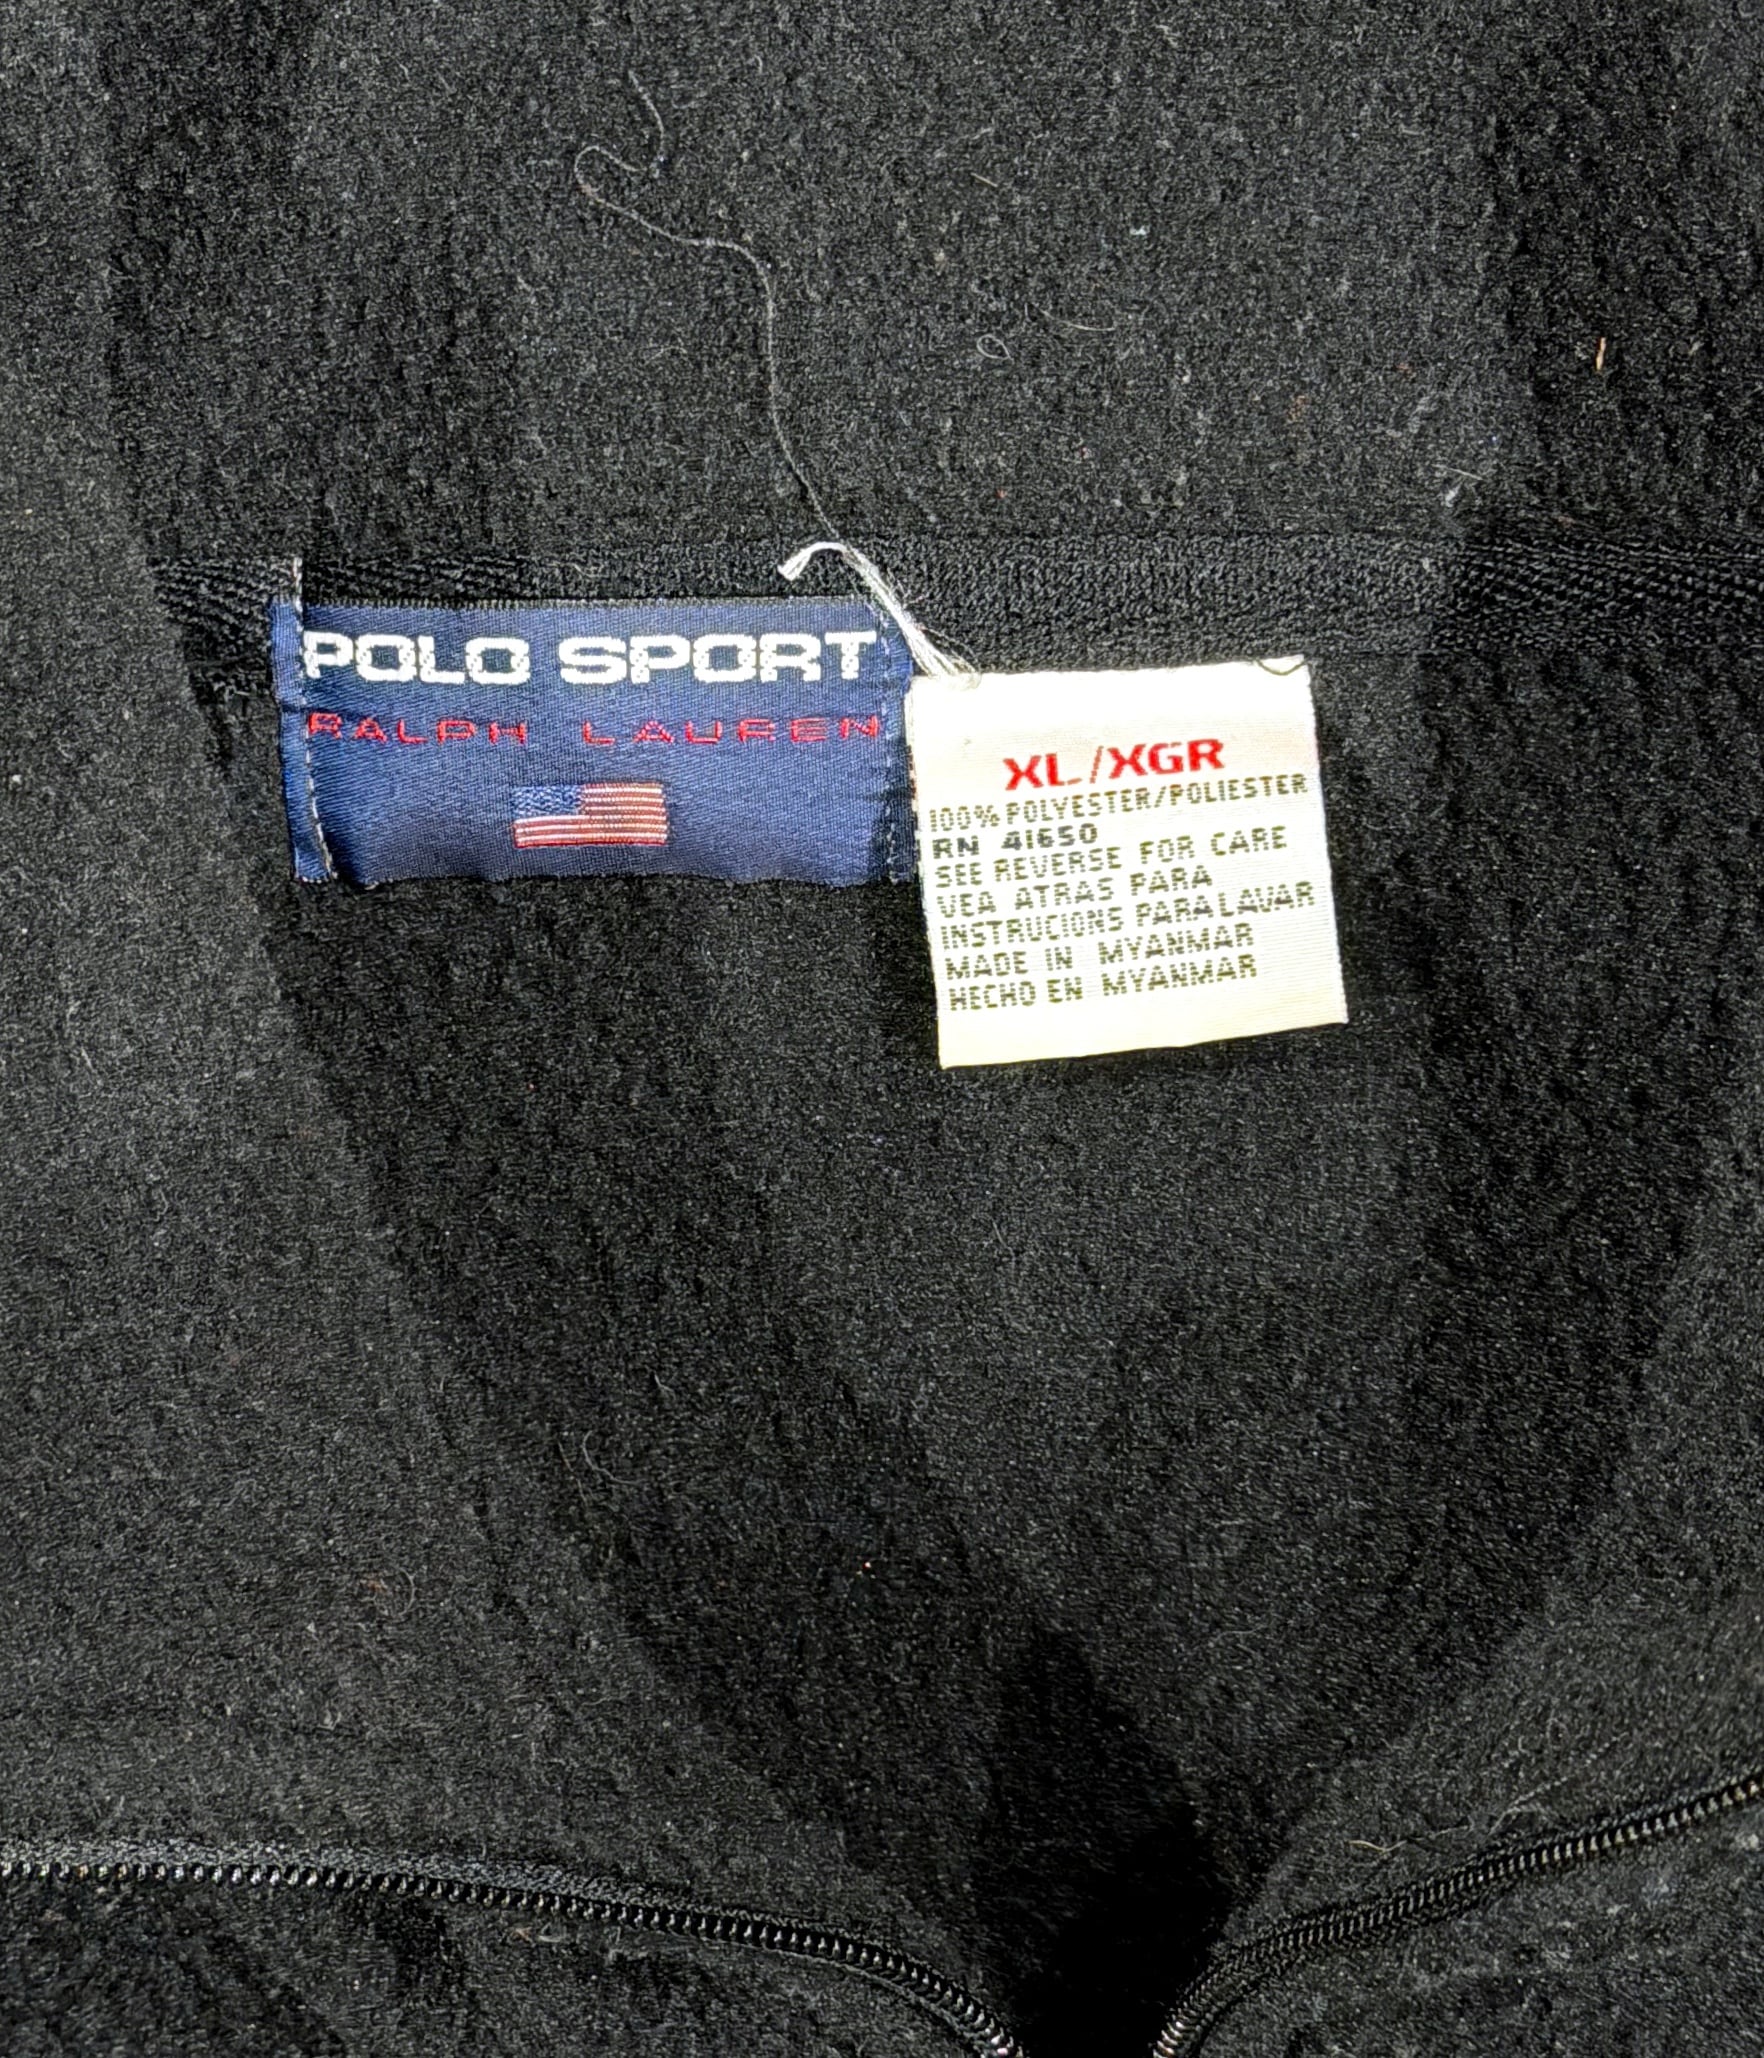 POLO SPORT
RALPH LAUREN
XL/XGR
100% POLYESTER/POLIESTER
RN 41650
SEE REVERSE FOR CARE
VEA ATRAS PARA
INSTRUCIONS PARA LAVAR
MADE IN MYANMAR
HECHO EN MYANMAR